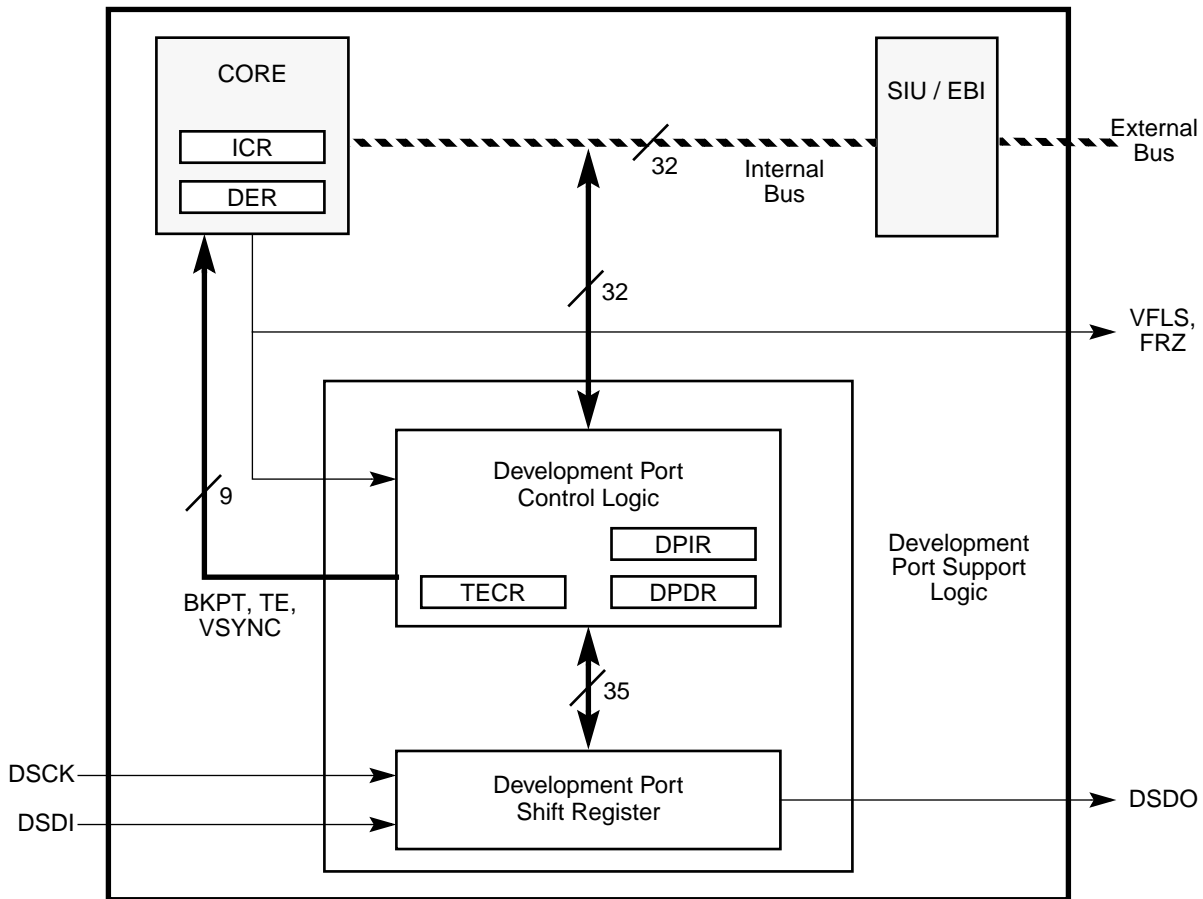 CORE
ICR
DER
SIU / EBI
32
Internal
Bus
External
Bus
32
VFLS,
FRZ
9
Development Port
Control Logic
DPIR
TECR
DPDR
Development
Port Support
Logic
BKPT, TE,
VSYNC
35
DSCK
DSDI
Development Port
Shift Register
DSDO